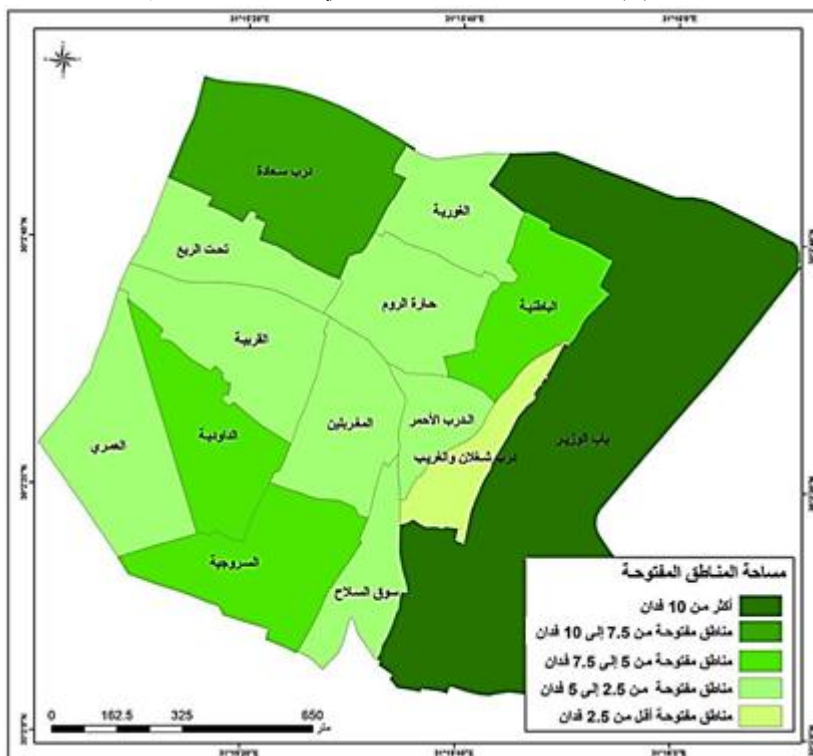 درب سعادة
الغورية
تحت الربع
الباطنية
حارة الروم
القربية
الدرب الأحمر
المغربلين
العمري
الداودية
درب شغلان والغريب
باب الوزير
السروجية
سوق السلاح
مساحة المناطق المفتوحة
أكثر من 10 فدان
مناطق مفتوحة من 7.5 إلى 10 فدان
مناطق مفتوحة من 5 إلى 7.5 فدان
مناطق مفتوحة من 2.5 إلى 5 فدان
مناطق مفتوحة أقل من 2.5 فدان
0 162.5 325 650
متر